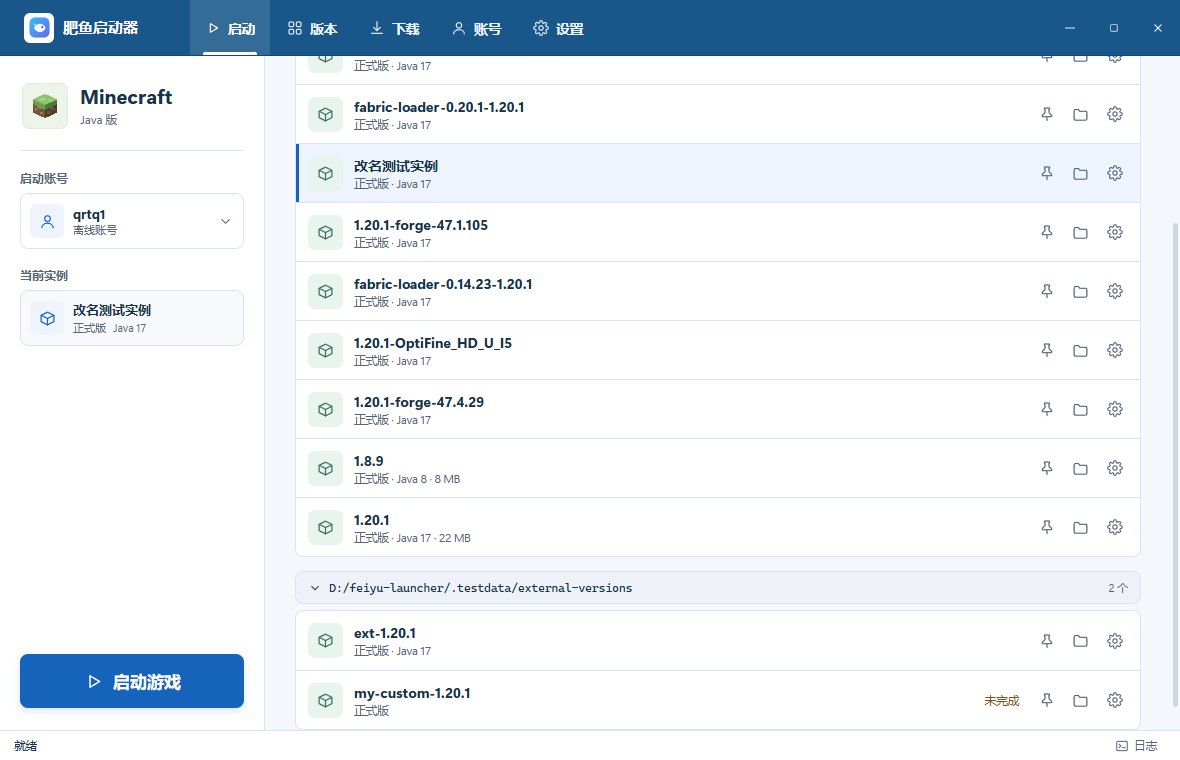 肥鱼启动器
启动
版本
下载
账号
设置
Minecraft
Java 版
启动账号
qrtq1
离线账号
当前实例
改名测试实例
正式版 Java 17
启动游戏
正式版 · Java 17
fabric-loader-0.20.1-1.20.1
正式版 · Java 17
改名测试实例
正式版 · Java 17
1.20.1-forge-47.1.105
正式版 · Java 17
fabric-loader-0.14.23-1.20.1
正式版 · Java 17
1.20.1-OptiFine_HD_U_I5
正式版 · Java 17
1.20.1-forge-47.4.29
正式版 · Java 17
1.8.9
正式版 · Java 8 · 8 MB
1.20.1
正式版 · Java 17 · 22 MB
D:/feiyu-launcher/.testdata/external-versions
2 个
ext-1.20.1
正式版 · Java 17
my-custom-1.20.1
正式版
未完成
就绪
日志